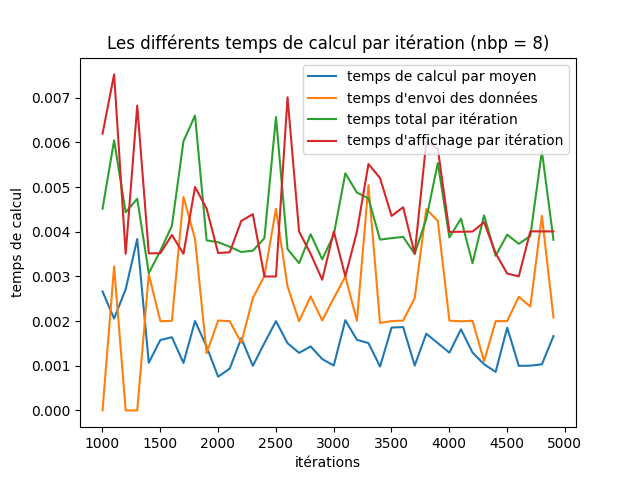 Les différents temps de calcul par itération (nbp = 8)
temps de calcul par moyen
temps d'envoi des données
temps total par itération
temps d'affichage par itération
temps de calcul
0.007
0.006
0.005
0.004
0.003
0.002
0.001
0.000
1000 1500 2000 2500 3000 3500 4000 4500 5000
itérations